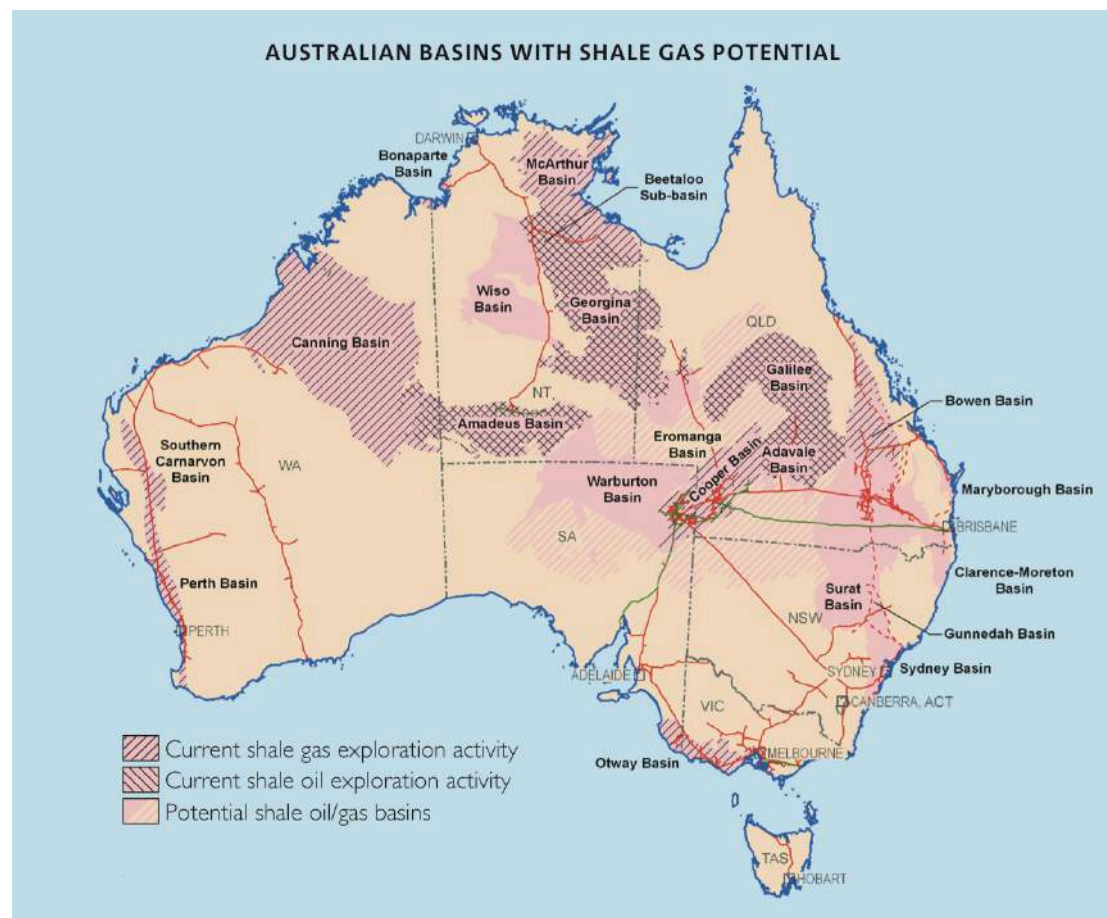 AUSTRALIAN BASINS WITH SHALE GAS POTENTIAL
DARWIN
Bonaparte
Basin
McArthur
Basin
Beetaloo
Sub-basin
Wiso
Basin
Georgina
Basin
QLD
Canning Basin
Galilee
Basin
NT
Bowen Basin
Amadeus Basin
Eromanga
Basin
Cooper Basin
Adavale
Basin
Southern
Carnarvon
Basin
WA
Warburton
Basin
Maryborough Basin
BRISBANE
SA
Clarence-Moreton
Basin
Perth Basin
Surat
Basin
NSW
Gunnedah Basin
PERTH
SYDNEY
Sydney Basin
ADELAIDE
VIC
CANBERRA, ACT
MELBOURNE
Otway Basin
Current shale gas exploration activity
Current shale oil exploration activity
Potential shale oil/gas basins
TAS
HOBART